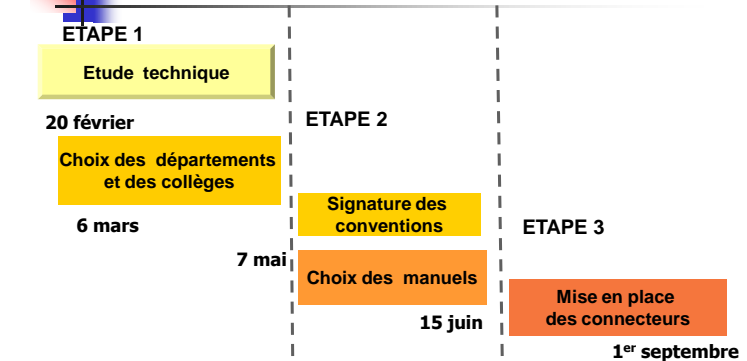 ETAPE 1
Etude technique
20 février
Choix des départements
et des collèges
6 mars
ETAPE 2
Signature des
conventions
7 mai
Choix des manuels
15 juin
ETAPE 3
Mise en place
des connecteurs
1er septembre